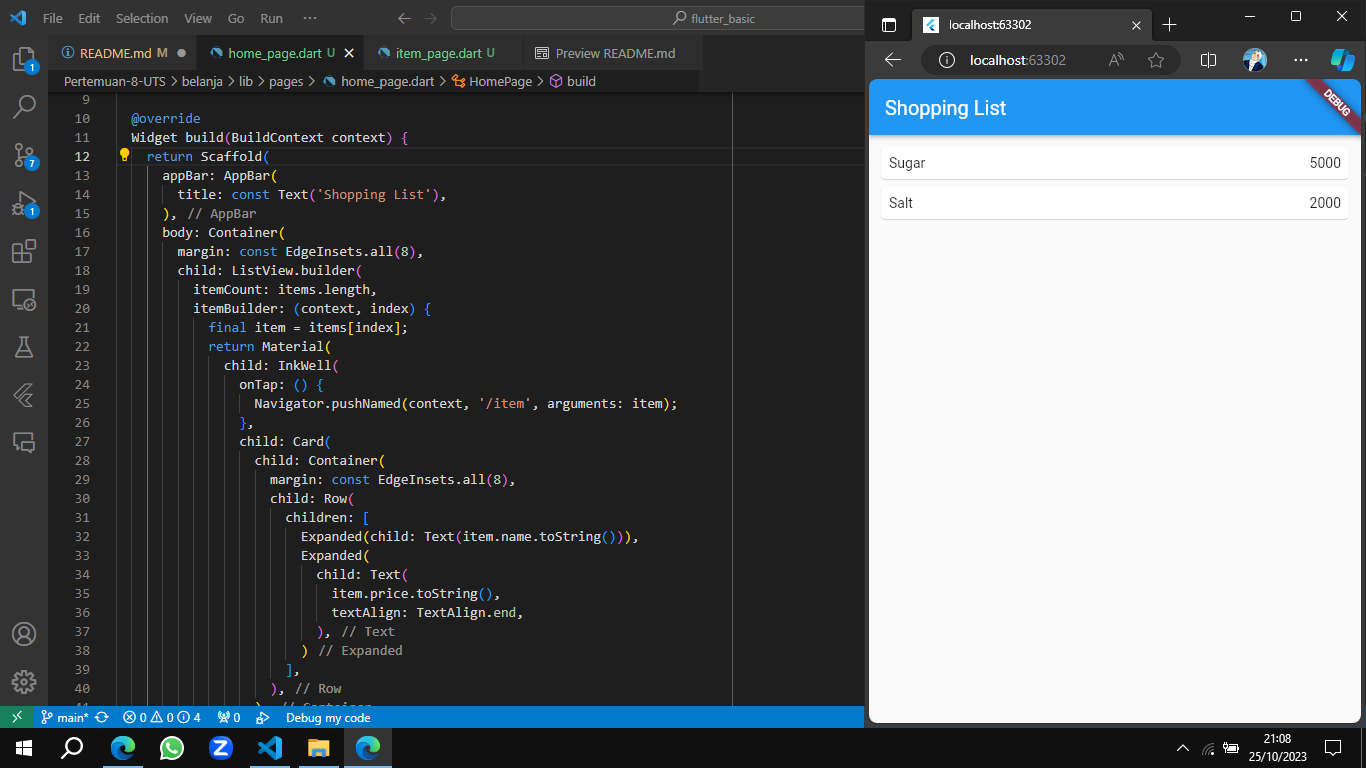 File Edit Selection View Go Run ···
flutter_basic
README.md M
home_page.dart U
item_page.dart U
Preview README.md
Pertemuan-8-UTS > belanja > lib > pages > home_page.dart > HomePage > build
9
10 @override
11 Widget build(BuildContext context) {
12 return Scaffold(
13 appBar: AppBar(
14 title: const Text('Shopping List'),
15 ), // AppBar
16 body: Container(
17 margin: const EdgeInsets.all(8),
18 child: ListView.builder(
19 itemCount: items.length,
20 itemBuilder: (context, index) {
21 final item = items[index];
22 return Material(
23 child: InkWell(
24 onTap: () {
25 Navigator.pushNamed(context, '/item', arguments: item);
26 },
27 child: Card(
28 child: Container(
29 margin: const EdgeInsets.all(8),
30 child: Row(
31 children: [
32 Expanded(child: Text(item.name.toString())),
33 Expanded(
34 child: Text(
35 item.price.toString(),
36 textAlign: TextAlign.end,
37 ), // Text
38 ) // Expanded
39 ],
40 ), // Row
41 ), // Container
1
7
1
main* 0 0 4 0 Debug my code
localhost:63302
localhost:63302
Shopping List
DEBUG
Sugar 5000
Salt 2000
21:08
25/10/2023